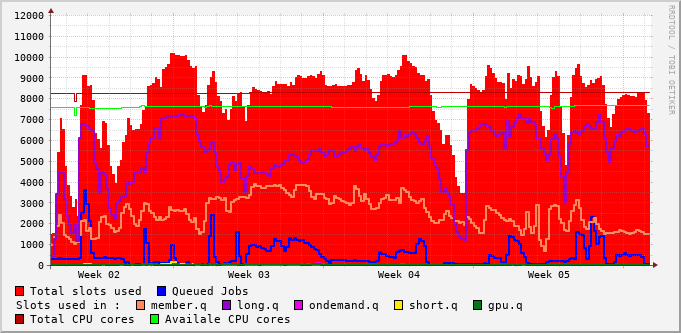 12000
11000
10000
9000
8000
7000
6000
5000
4000
3000
2000
1000
0
Week 02 Week 03 Week 04 Week 05
RRDTOOL / TOBI OETIKER
Total slots used Queued Jobs
Slots used in : member.q long.q ondemand.q short.q gpu.q
Total CPU cores Availale CPU cores